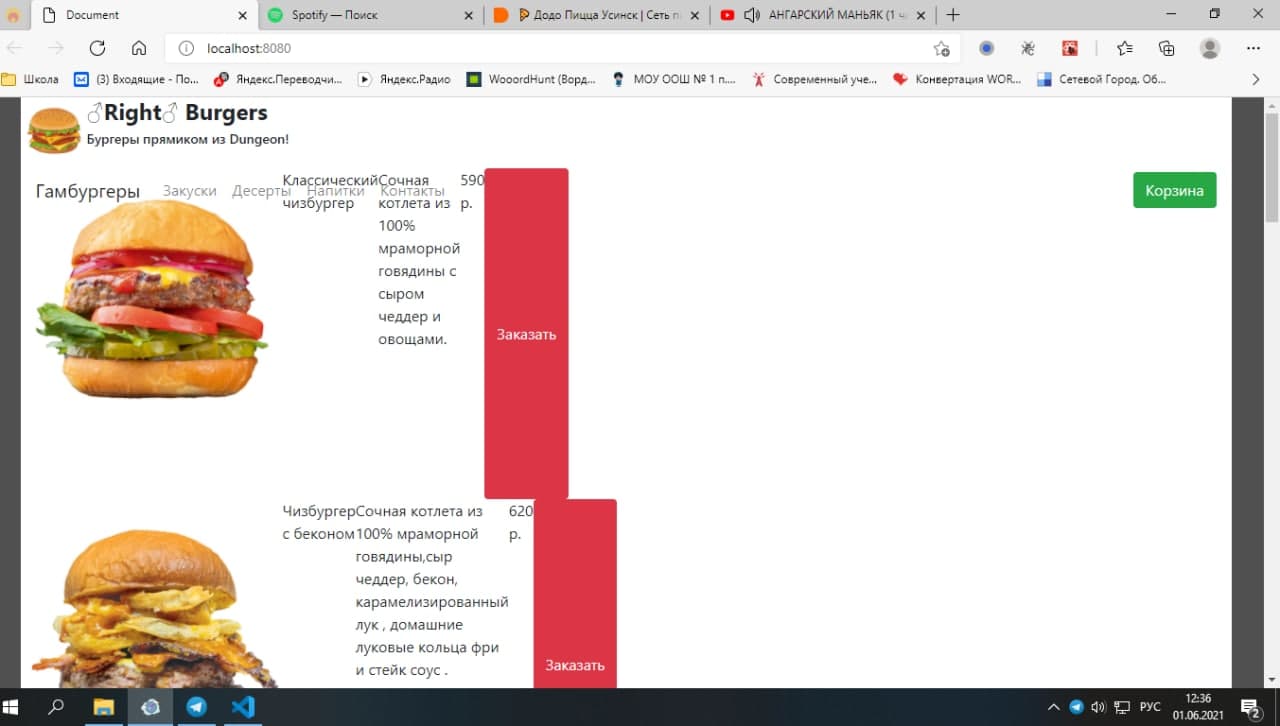 Document
Spotify — Поиск
Додо Пицца Усинск | Сеть п
АНГАРСКИЙ МАНЬЯК (1 ч
localhost:8080
Школа
(3) Входящие - По...
Яндекс.Переводчи...
Яндекс.Радио
WooordHunt (Ворд...
МОУ ООШ № 1 п....
Современный уче...
Конвертация WOR...
Сетевой Город. Об...
♂Right♂ Burgers
Бургеры прямиком из Dungeon!
Гамбургеры
Закуски
Десерты
Напитки
Контакты
Корзина
Классический
чизбургер
Сочная
котлета из
100%
мраморной
говядины с
сыром
чеддер и
овощами.
590
р.
Заказать
Чизбургер
с беконом
Сочная котлета из
100% мраморной
говядины,сыр
чеддер, бекон,
карамелизированный
лук , домашние
луковые кольца фри
и стейк соус .
620
р.
Заказать
РУС
12:36
01.06.2021
2